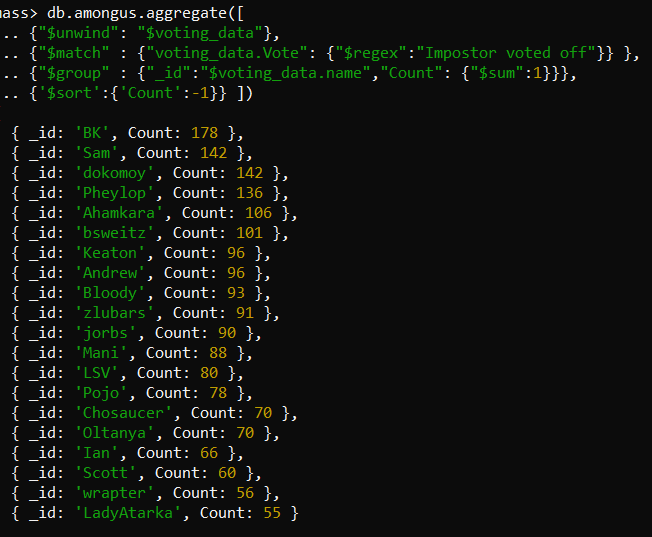 mass> db.amongus.aggregate([
.. {"$unwind": "$voting_data"},
.. {"$match" : {"voting_data.Vote": {"$regex":"Impostor voted off"}} },
.. {"$group" : {"_id":"$voting_data.name","Count": {"$sum":1}}},
.. {'$sort':{'Count':-1}} ])
{ _id: 'BK', Count: 178 },
{ _id: 'Sam', Count: 142 },
{ _id: 'dokomoy', Count: 142 },
{ _id: 'Pheylop', Count: 136 },
{ _id: 'Ahamkara', Count: 106 },
{ _id: 'bsweitz', Count: 101 },
{ _id: 'Keaton', Count: 96 },
{ _id: 'Andrew', Count: 96 },
{ _id: 'Bloody', Count: 93 },
{ _id: 'zlubars', Count: 91 },
{ _id: 'jorbs', Count: 90 },
{ _id: 'Mani', Count: 88 },
{ _id: 'LSV', Count: 80 },
{ _id: 'Pojo', Count: 78 },
{ _id: 'Chosaucer', Count: 70 },
{ _id: 'Oltanya', Count: 70 },
{ _id: 'Ian', Count: 66 },
{ _id: 'Scott', Count: 60 },
{ _id: 'wrapter', Count: 56 },
{ _id: 'LadyAtarka', Count: 55 }